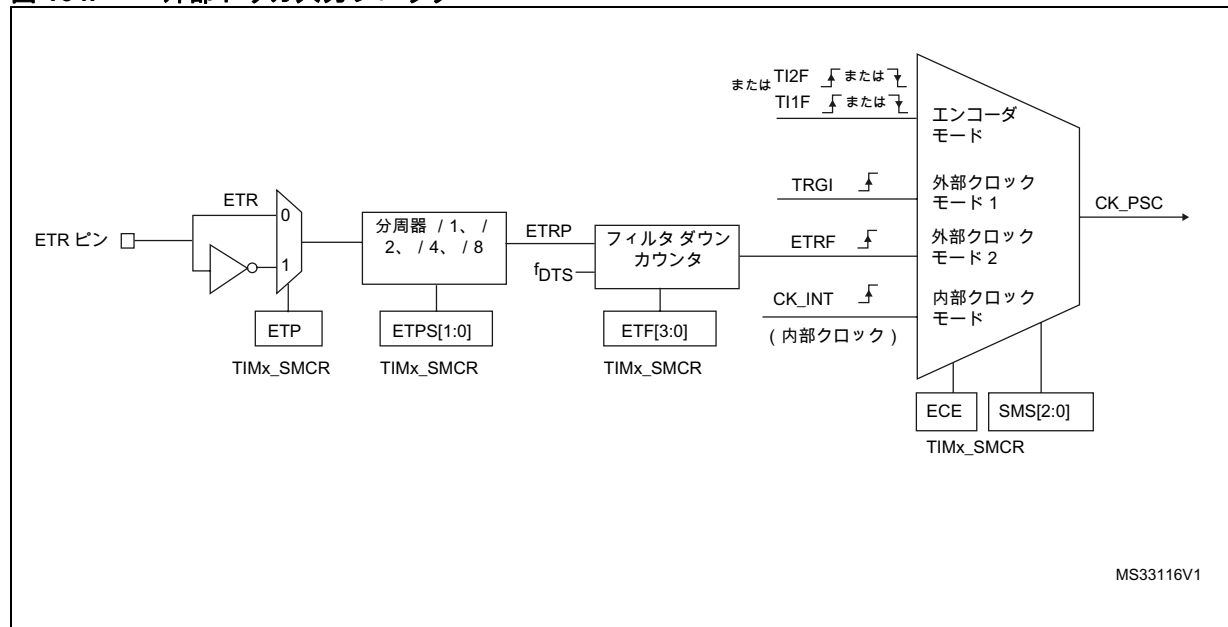 ETR ピン
ETR
0
1
ETP
TIMx_SMCR
分周器 / 1、 /
2、 / 4、 / 8
ETPS[1:0]
TIMx_SMCR
ETRP
fDTS
フィルタ ダウン
カウンタ
ETF[3:0]
TIMx_SMCR
または TI2F または
TI1F または
TRGI
ETRF
CK_INT
(内部クロック)
エンコーダ
モード
外部クロック
モード 1
外部クロック
モード 2
内部クロック
モード
CK_PSC
ECE
SMS[2:0]
TIMx_SMCR
MS33116V1